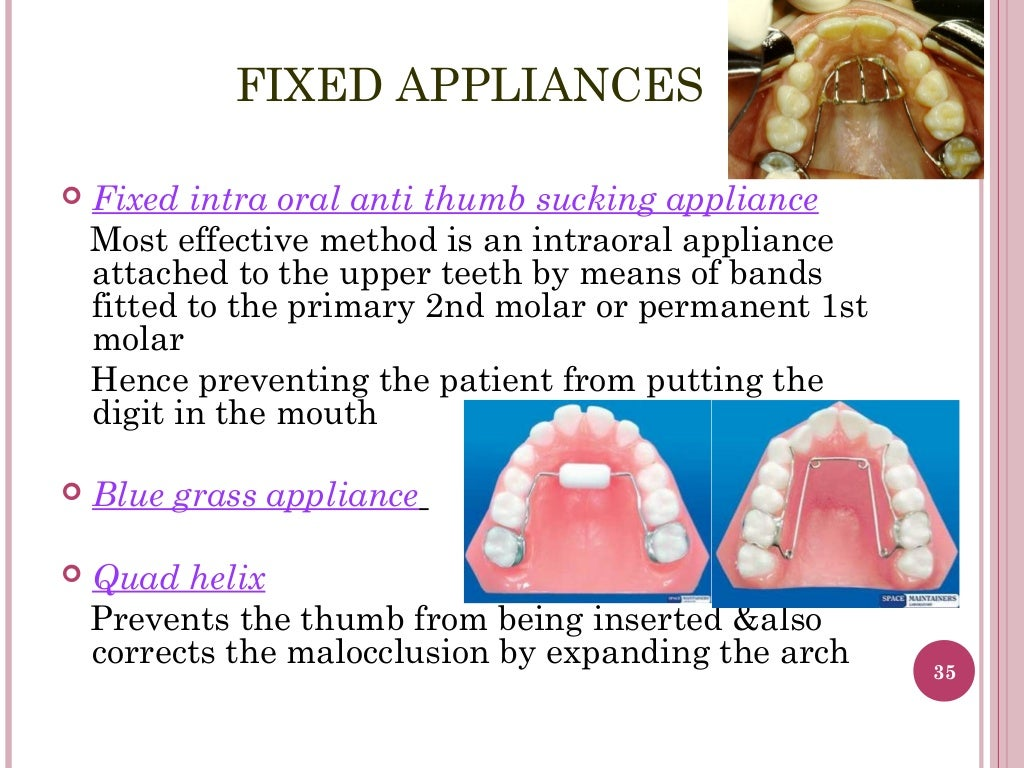 FIXED APPLIANCES
Fixed intra oral anti thumb sucking appliance
Most effective method is an intraoral appliance
attached to the upper teeth by means of bands
fitted to the primary 2nd molar or permanent 1st
molar
Hence preventing the patient from putting the
digit in the mouth
Blue grass appliance
SPACE MAINTAINERS
SPACE MAINTAINERS
LABORATORY
Quad helix
Prevents the thumb from being inserted &also
corrects the malocclusion by expanding the arch
35